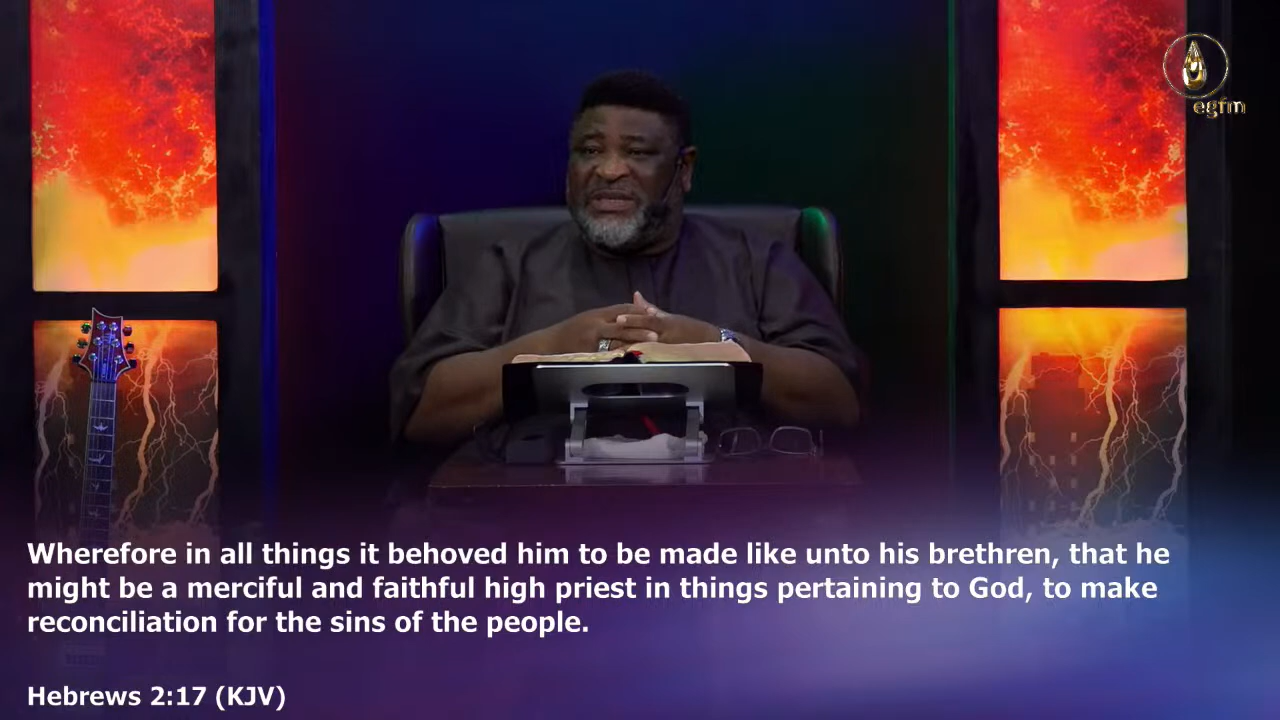 egfm
Wherefore in all things it behoved him to be made like unto his brethren, that he
might be a merciful and faithful high priest in things pertaining to God, to make
reconciliation for the sins of the people.
Hebrews 2:17 (KJV)